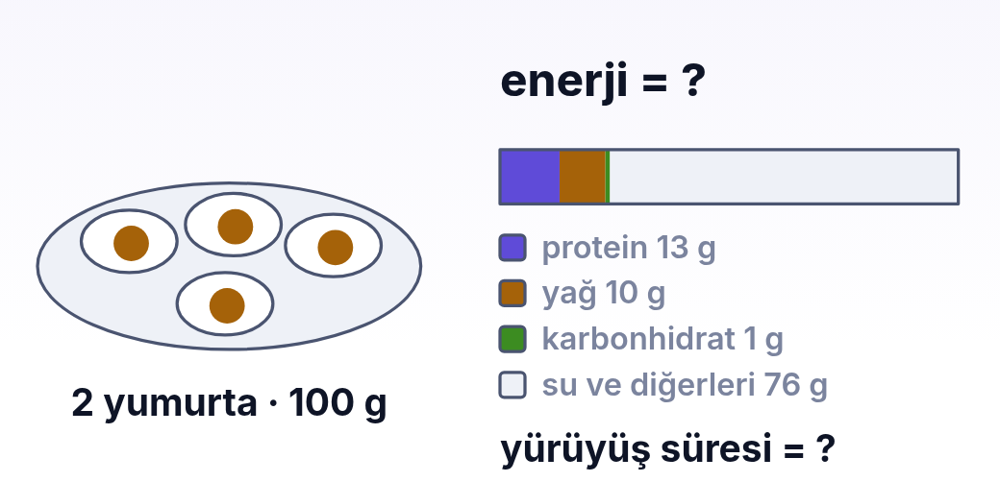 enerji = ?
protein 13 g
yağ 10 g
karbonhidrat 1 g
su ve diğerleri 76 g
2 yumurta · 100 g
yürüyüş süresi = ?